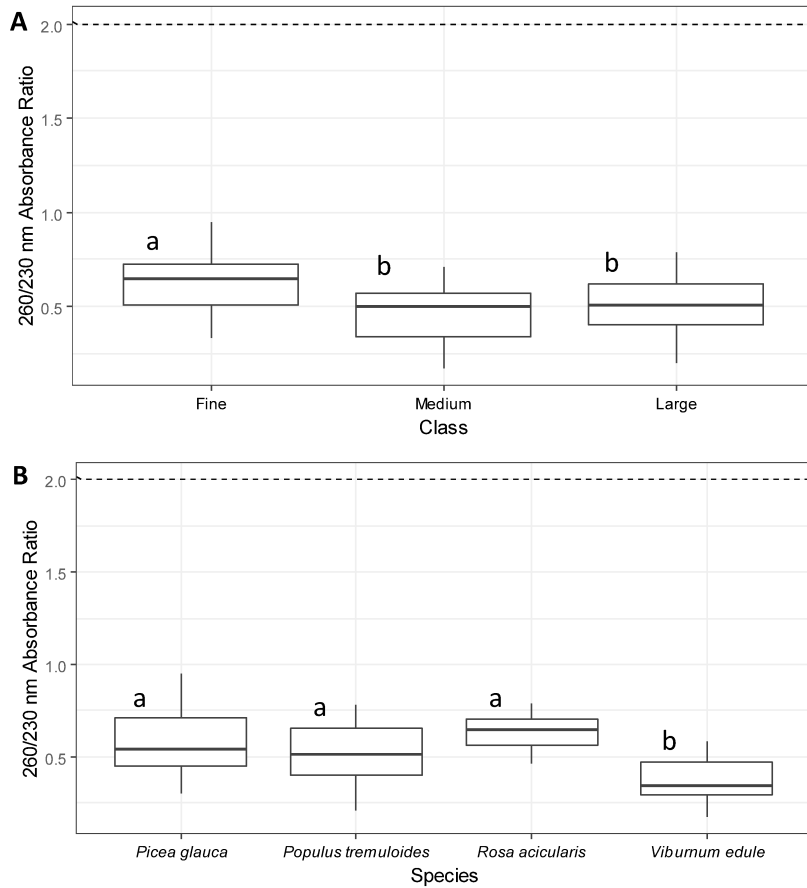 A
260/230 nm Absorbance Ratio
2.0
1.5
1.0
0.5
a
b
b
Fine Medium Large
Class
B
260/230 nm Absorbance Ratio
2.0
1.5
1.0
0.5
a
a
a
b
Picea glauca Populus tremuloides Rosa acicularis Viburnum edule
Species